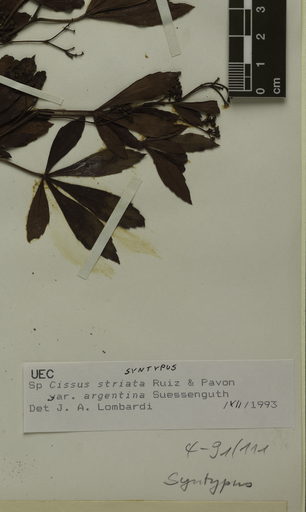 0 1 2 3
cm
SYNTYPUS
UEC
Sp Cissus striata Ruiz & Pavon
var. argentina Suessenguth
Det J. A. Lombardi /VII/1993
4-91/111
Syntypus